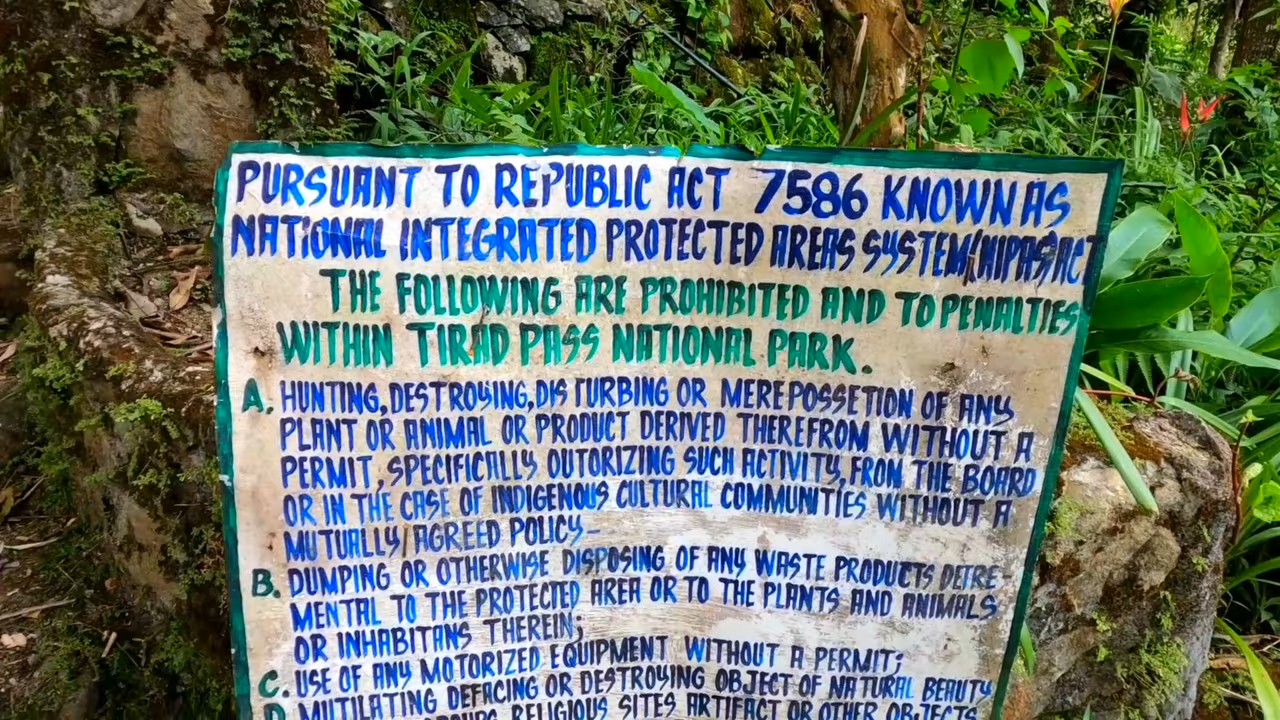 PURSUANT TO REPUBLIC ACT 7586 KNOWN AS
NATIONAL INTEGRATED PROTECTED AREAS SYSTEM(NIPAS)ACT
THE FOLLOWING ARE PROHIBITED AND TO PENALTIES
WITHIN TIRAD PASS NATIONAL PARK.
A. HUNTING, DESTROYING, DISTURBING OR MERE POSSETION OF ANY
PLANT OR ANIMAL OR PRODUCT DERIVED THEREFROM WITHOUT A
PERMIT, SPECIFICALLY OUTORIZING SUCH ACTIVITY, FROM THE BOARD
OR IN THE CASE OF INDIGENOUS CULTURAL COMMUNITIES WITHOUT A
MUTUALLY/AGREED POLICY-
B. DUMPING OR OTHERWISE DISPOSING OF ANY WASTE PRODUCTS DETRE-
MENTAL TO THE PROTECTED AREA OR TO THE PLANTS AND ANIMALS
OR INHABITANS THEREIN;
C. USE OF ANY MOTORIZED EQUIPMENT WITHOUT A PERMIT;
D. MUTILATING DEFACING OR DESTROYING OBJECT OF NATURAL BEAUTY
RELIGIOUS SITES ARTIFACT OR OTHER OBJECTS